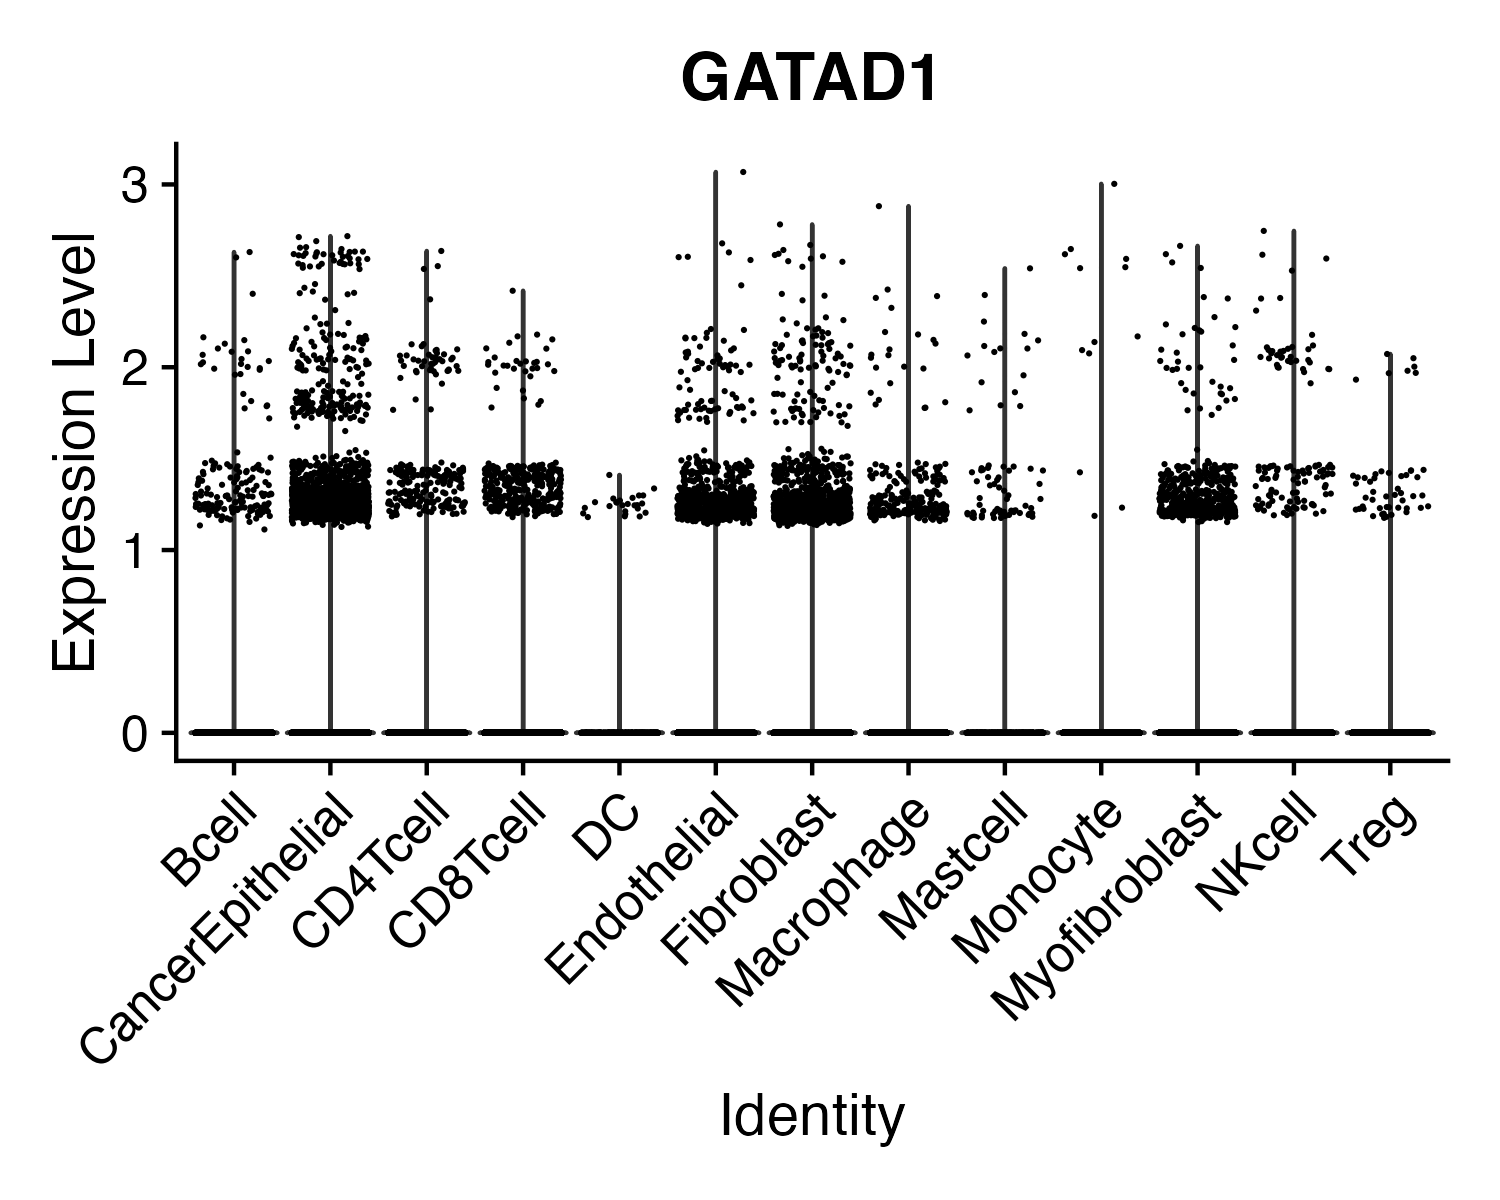 GATAD1
Expression Level
3
2
1
0
Bcell
CancerEpithelial
CD4Tcell
CD8Tcell
DC
Endothelial
Fibroblast
Macrophage
Mastcell
Monocyte
Myofibroblast
NKcell
Treg
Identity